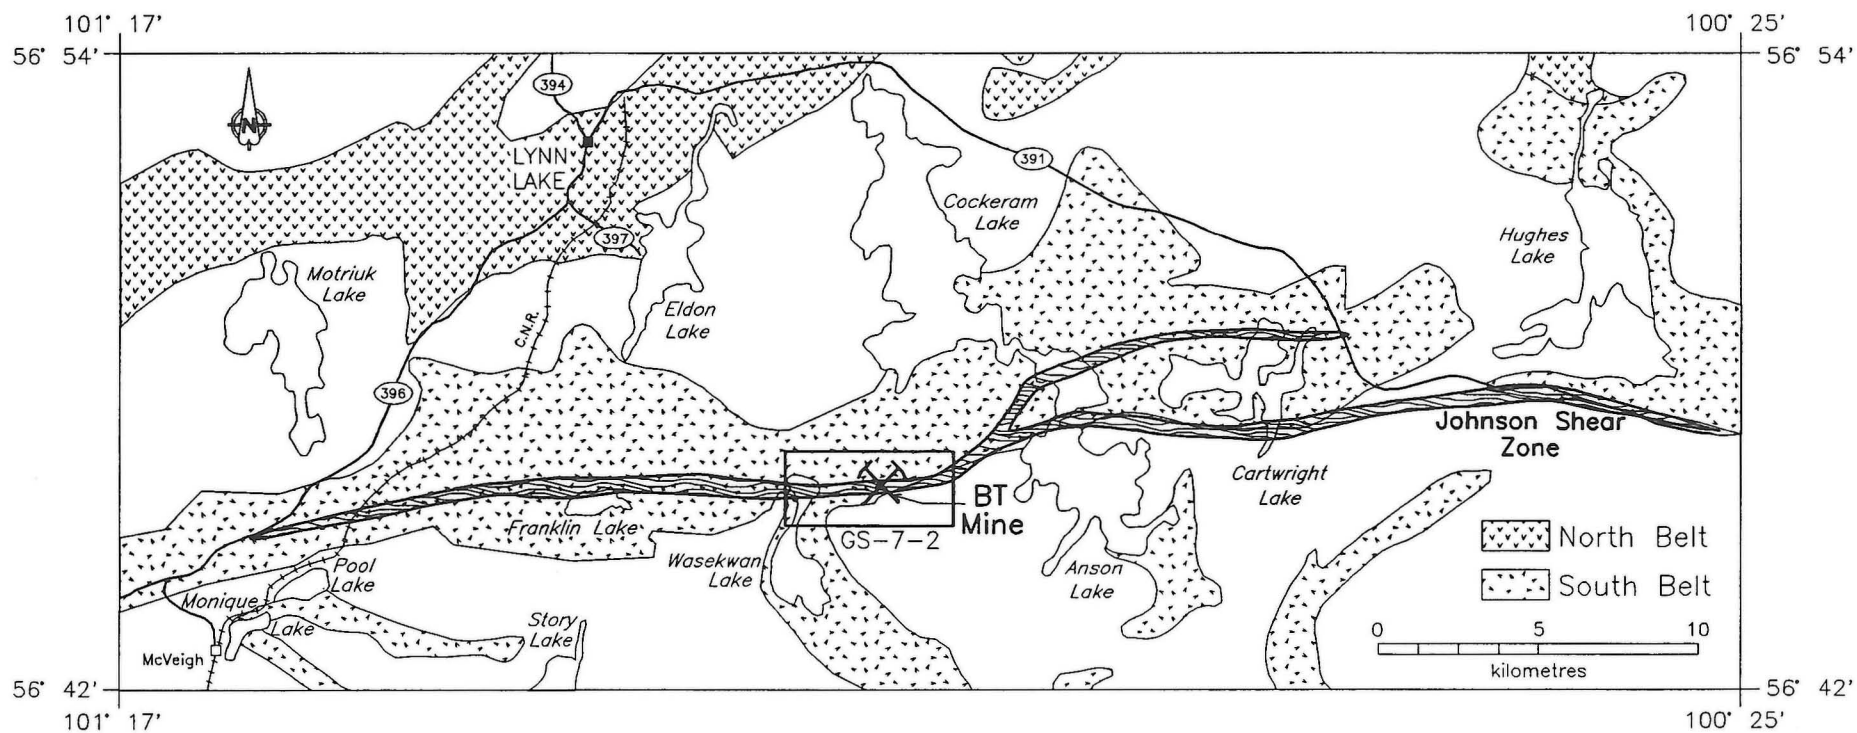 101° 17'
100° 25'
56° 54'
56° 54'
N
394
LYNN
LAKE
391
397
Cockeram
Lake
Hughes
Lake
Motriuk
Lake
Eldon
Lake
C.N.R.
396
Johnson Shear
Zone
Cartwright
Lake
BT
Mine
Franklin Lake
GS-7-2
North Belt
Wasekwan
Lake
Anson
Lake
South Belt
Pool
Lake
Monique
Lake
Story
Lake
McVeigh
0 5 10
kilometres
56° 42'
56° 42'
101° 17'
100° 25'